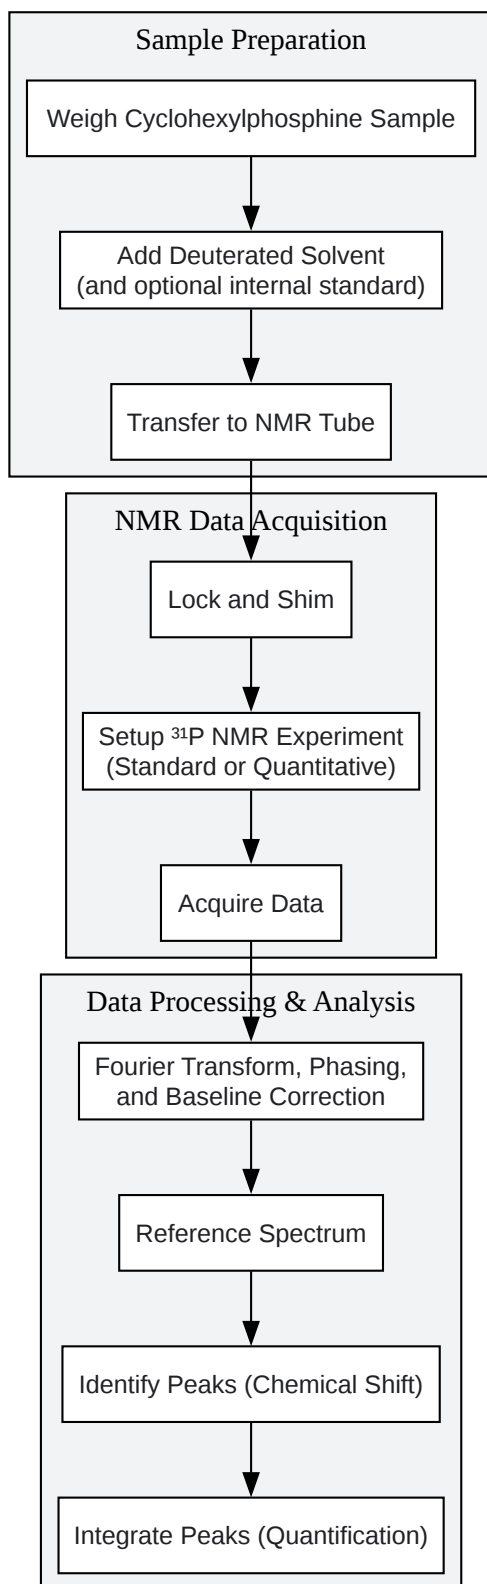 Sample Preparation
Weigh Cyclohexylphosphine Sample
Add Deuterated Solvent
(and optional internal standard)
Transfer to NMR Tube
NMR Data Acquisition
Lock and Shim
Setup ³¹P NMR Experiment
(Standard or Quantitative)
Acquire Data
Data Processing & Analysis
Fourier Transform, Phasing,
and Baseline Correction
Reference Spectrum
Identify Peaks (Chemical Shift)
Integrate Peaks (Quantification)